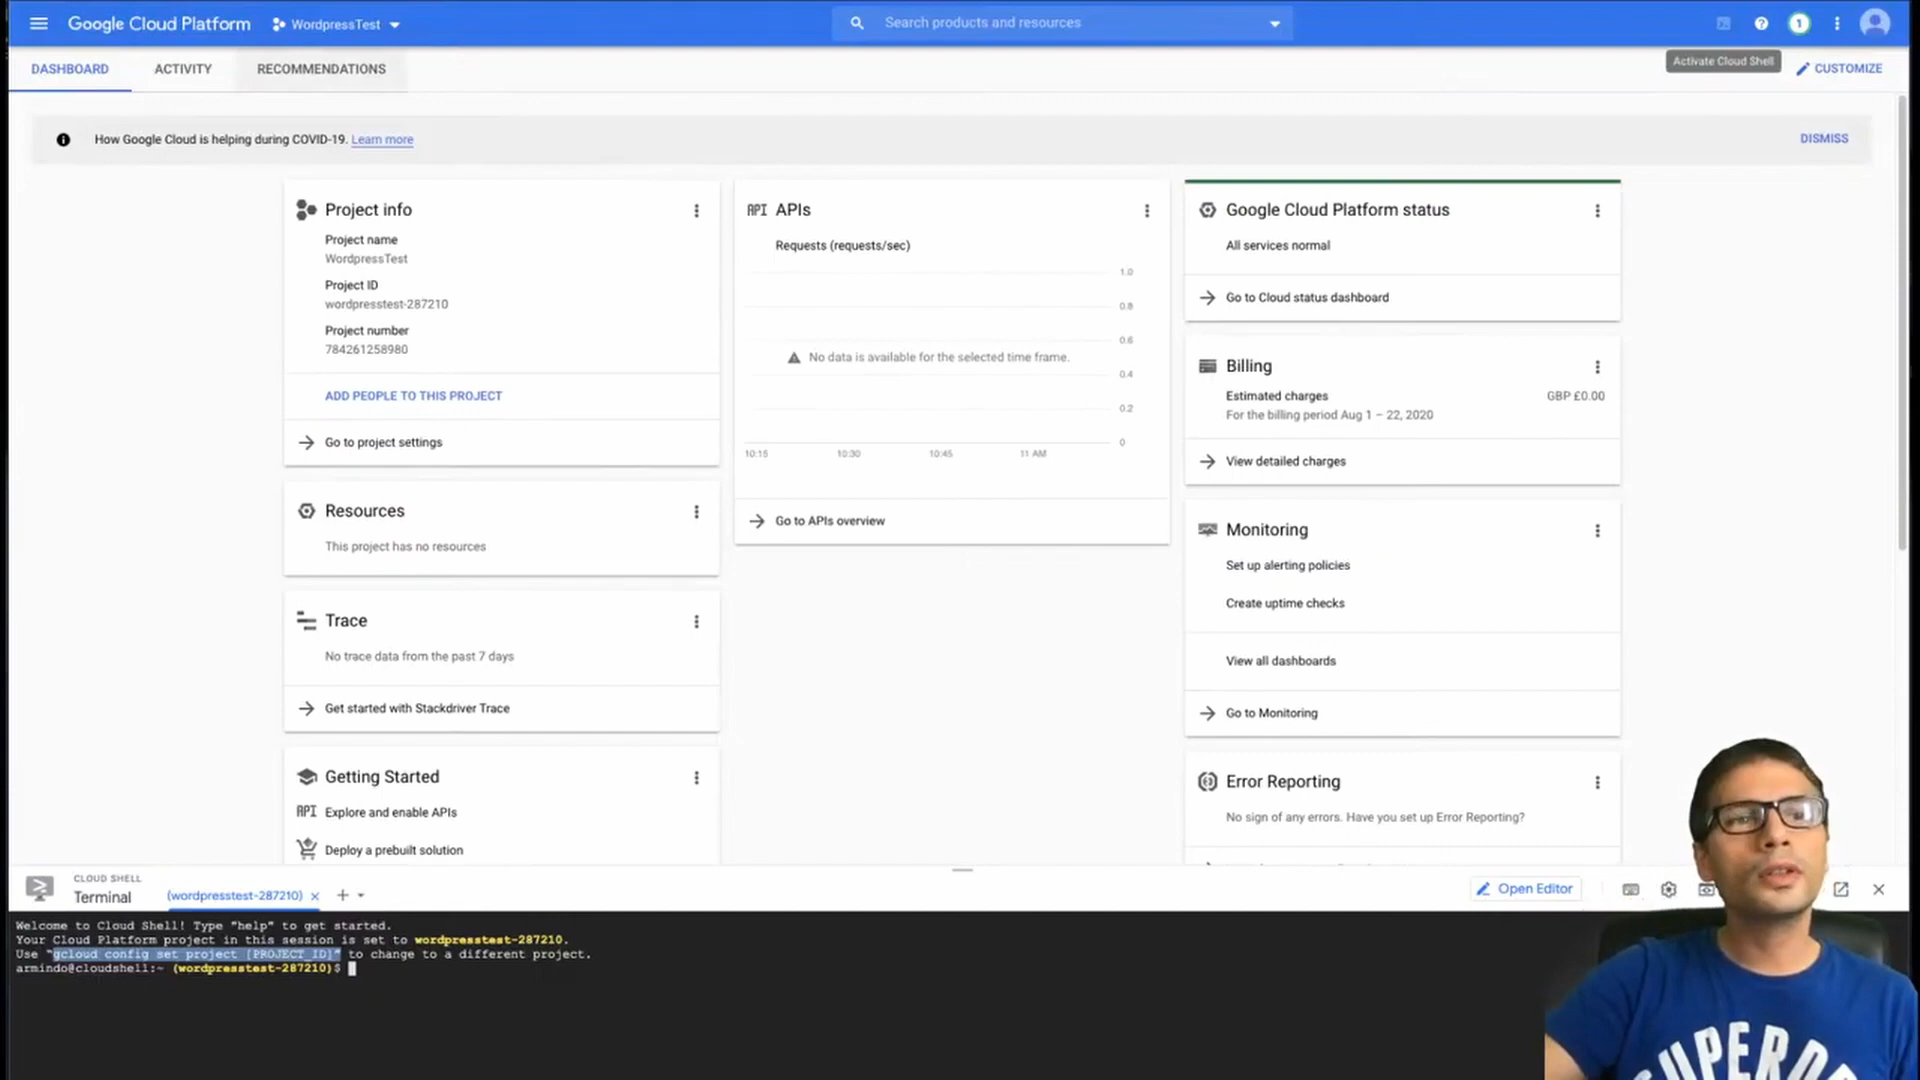 Google Cloud Platform
WordpressTest
Search products and resources
1
DASHBOARD
ACTIVITY
RECOMMENDATIONS
Activate Cloud Shell
CUSTOMIZE
How Google Cloud is helping during COVID-19. Learn more
DISMISS
Project info
Project name
WordpressTest
Project ID
wordpresstest-287210
Project number
784261258980
ADD PEOPLE TO THIS PROJECT
Go to project settings
Resources
This project has no resources
Trace
No trace data from the past 7 days
Get started with Stackdriver Trace
Getting Started
API Explore and enable APIs
Deploy a prebuilt solution
API APIs
Requests (requests/sec)
1.0
0.8
0.6
No data is available for the selected time frame.
0.4
0.2
0
10:15 10:30 10:45 11 AM
Go to APIs overview
Google Cloud Platform status
All services normal
Go to Cloud status dashboard
Billing
Estimated charges GBP £0.00
For the billing period Aug 1 – 22, 2020
View detailed charges
Monitoring
Set up alerting policies
Create uptime checks
View all dashboards
Go to Monitoring
Error Reporting
No sign of any errors. Have you set up Error Reporting?
CLOUD SHELL
Terminal
(wordpresstest-287210)
Open Editor
Welcome to Cloud Shell! Type "help" to get started.
Your Cloud Platform project in this session is set to wordpresstest-287210.
Use "gcloud config set project [PROJECT_ID]" to change to a different project.
armindo@cloudshell:~ (wordpresstest-287210)$